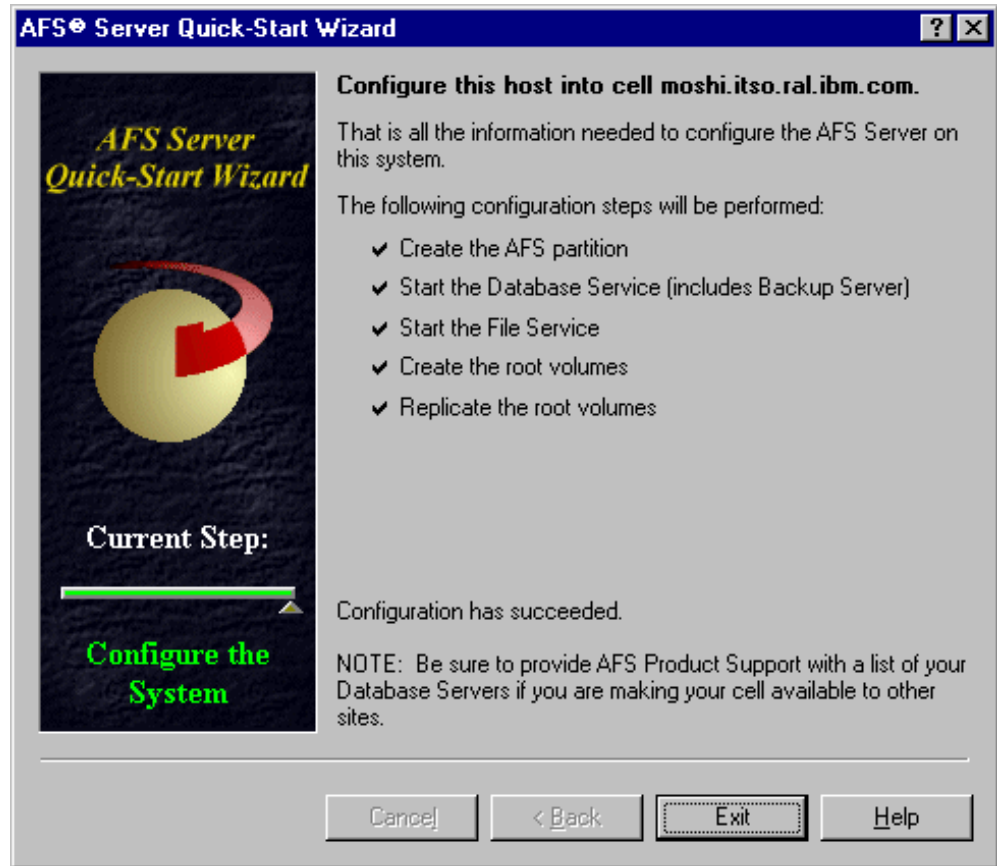 AFS® Server Quick-Start Wizard
AFS Server
Quick-Start Wizard
Current Step:
Configure the
System
Configure this host into cell moshi.itso.ral.ibm.com.
That is all the information needed to configure the AFS Server on
this system.
The following configuration steps will be performed:
✔ Create the AFS partition
✔ Start the Database Service (includes Backup Server)
✔ Start the File Service
✔ Create the root volumes
✔ Replicate the root volumes
Configuration has succeeded.
NOTE: Be sure to provide AFS Product Support with a list of your
Database Servers if you are making your cell available to other
sites.
Cancel
< Back
Exit
Help